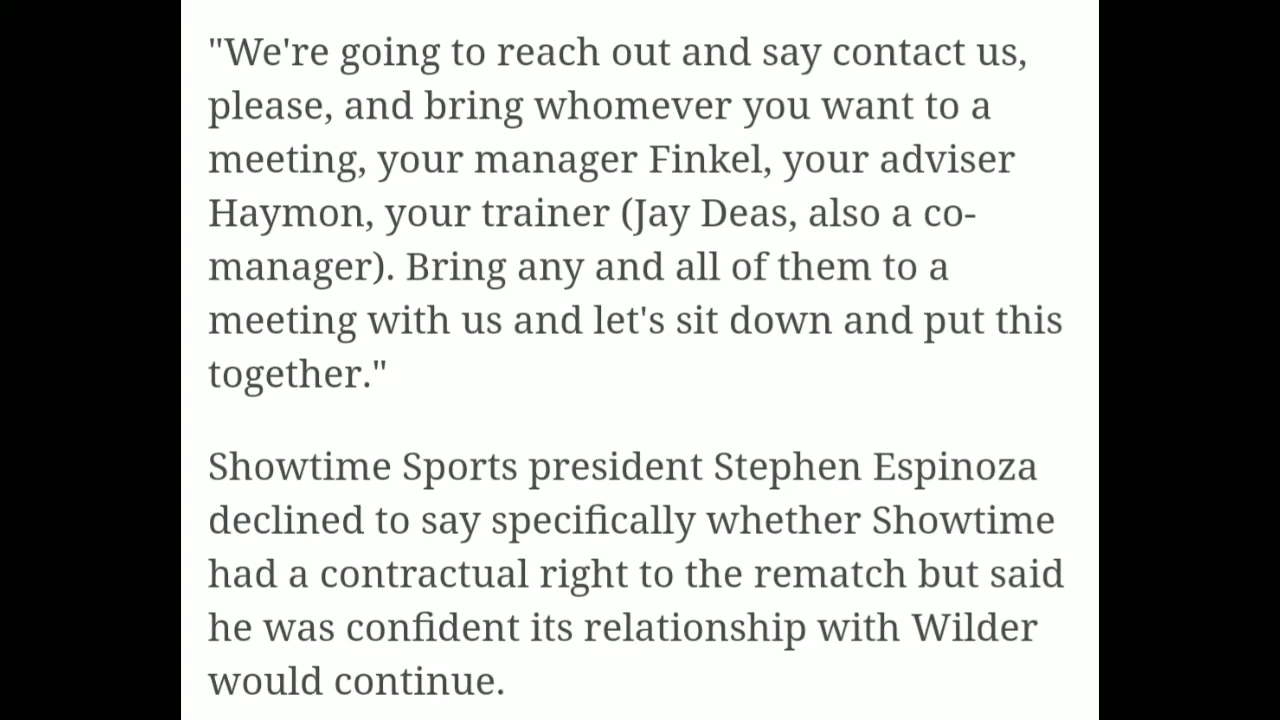 "We're going to reach out and say contact us,
please, and bring whomever you want to a
meeting, your manager Finkel, your adviser
Haymon, your trainer (Jay Deas, also a co-
manager). Bring any and all of them to a
meeting with us and let's sit down and put this
together."
Showtime Sports president Stephen Espinoza
declined to say specifically whether Showtime
had a contractual right to the rematch but said
he was confident its relationship with Wilder
would continue.